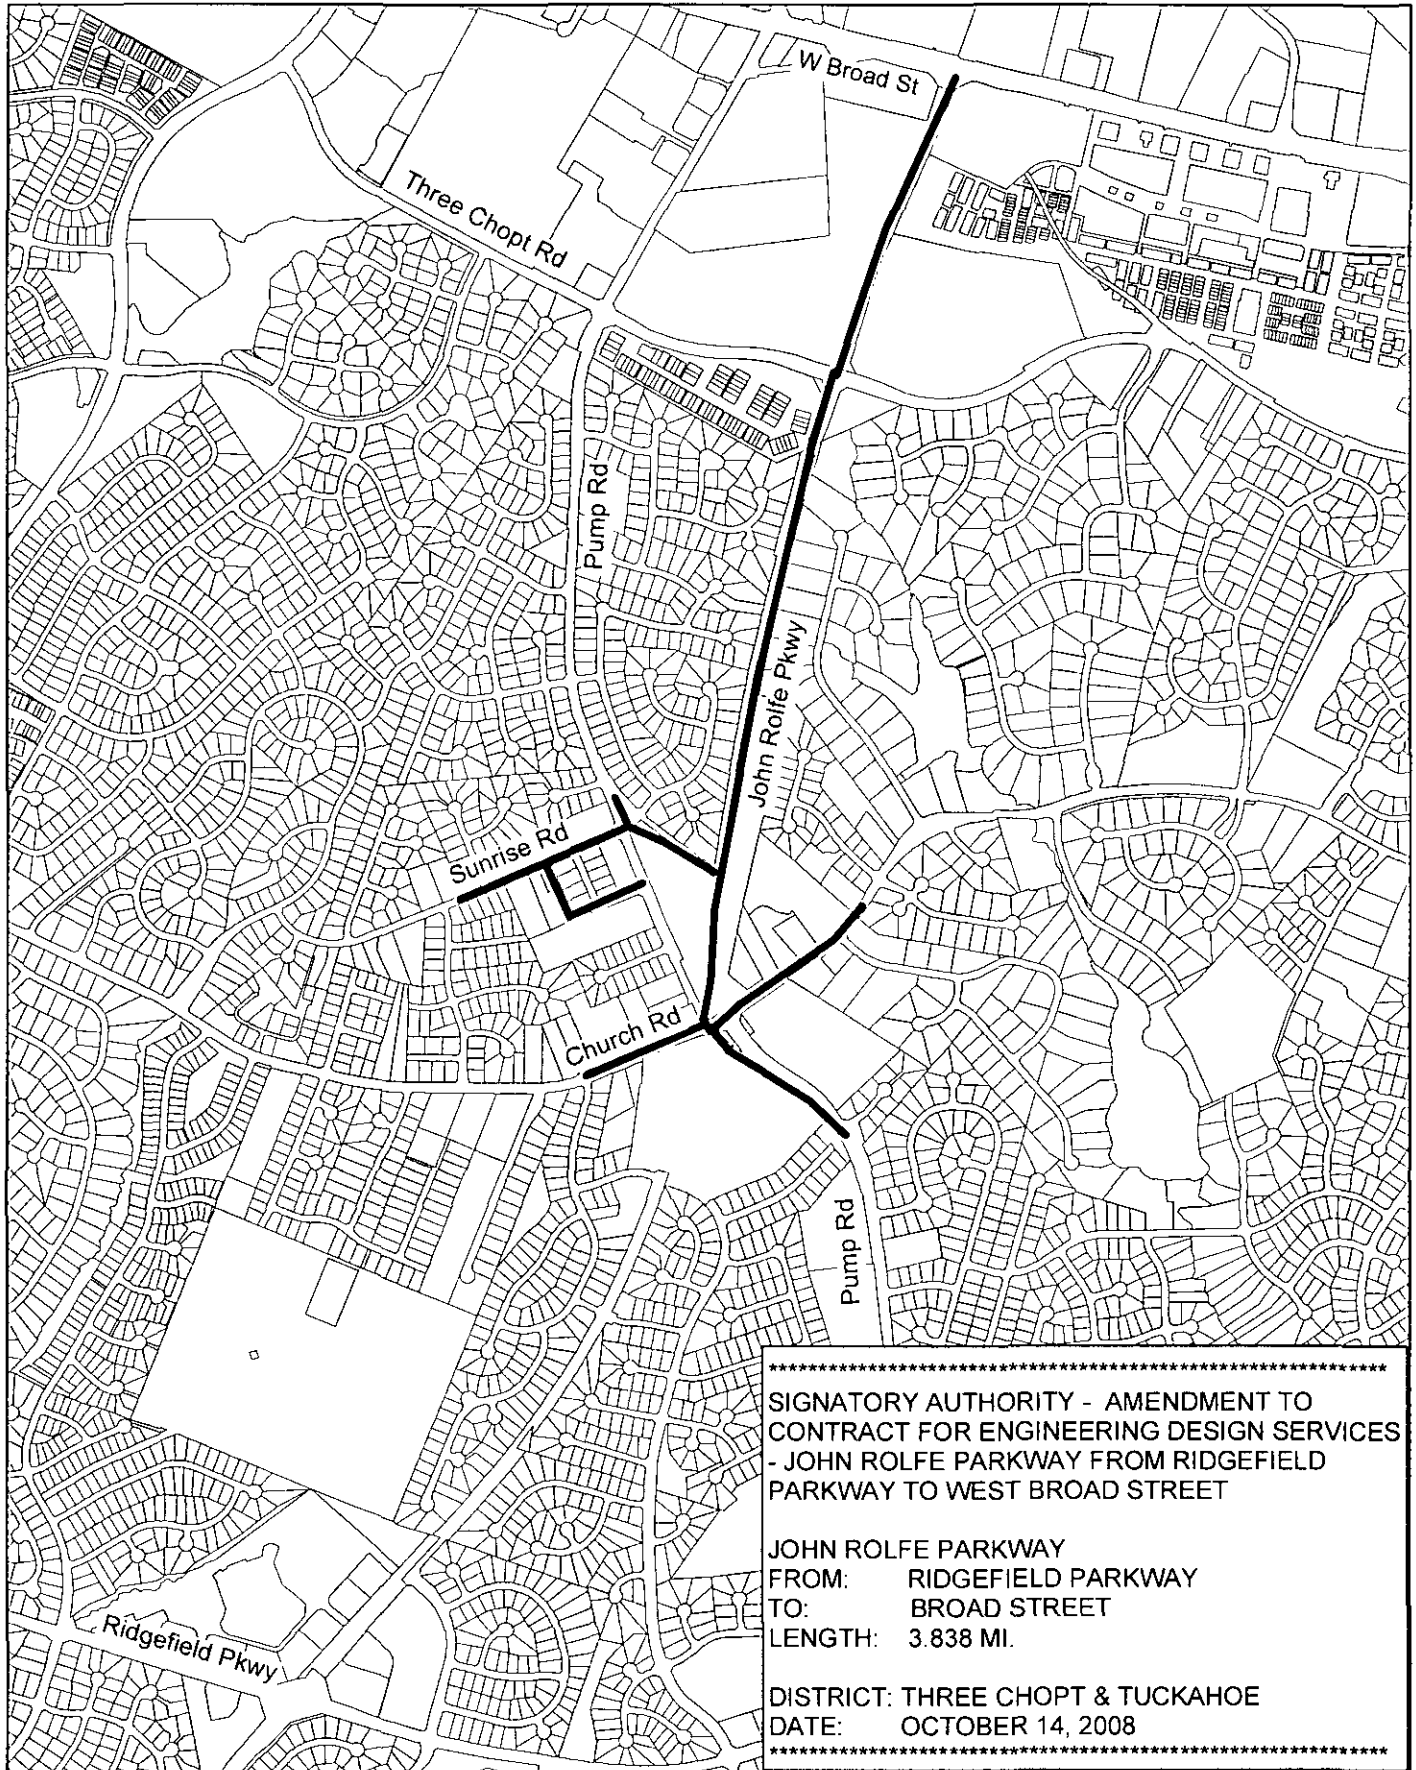 W Broad St
Three Chopt Rd
Pump Rd
John Rolfe Pkwy
Sunrise Rd
Church Rd
Pump Rd
Ridgefield Pkwy
SIGNATORY AUTHORITY - AMENDMENT TO
CONTRACT FOR ENGINEERING DESIGN SERVICES
- JOHN ROLFE PARKWAY FROM RIDGEFIELD
PARKWAY TO WEST BROAD STREET
JOHN ROLFE PARKWAY
FROM: RIDGEFIELD PARKWAY
TO: BROAD STREET
LENGTH: 3.838 MI.
DISTRICT: THREE CHOPT & TUCKAHOE
DATE: OCTOBER 14, 2008